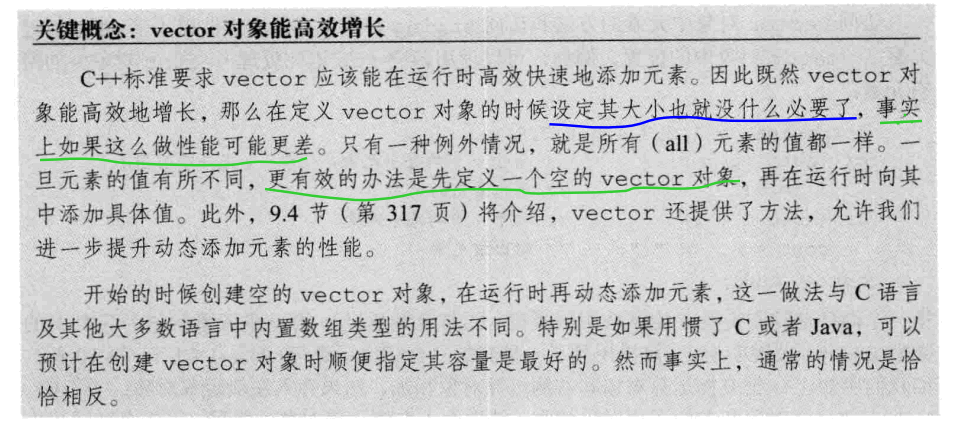 关键概念：vector 对象能高效增长
C++标准要求 vector 应该能在运行时高效快速地添加元素。因此既然 vector 对
象能高效地增长，那么在定义 vector 对象的时候设定其大小也就没什么必要了，事实
上如果这么做性能可能更差。只有一种例外情况，就是所有（all）元素的值都一样。一
旦元素的值有所不同，更有效的办法是先定义一个空的 vector 对象，再在运行时向其
中添加具体值。此外，9.4 节（第 317 页）将介绍，vector 还提供了方法，允许我们
进一步提升动态添加元素的性能。
开始的时候创建空的 vector 对象，在运行时再动态添加元素，这一做法与 C 语言
及其他大多数语言中内置数组类型的用法不同。特别是如果用惯了 C 或者 Java，可以
预计在创建 vector 对象时顺便指定其容量是最好的。然而事实上，通常的情况是恰
恰相反。